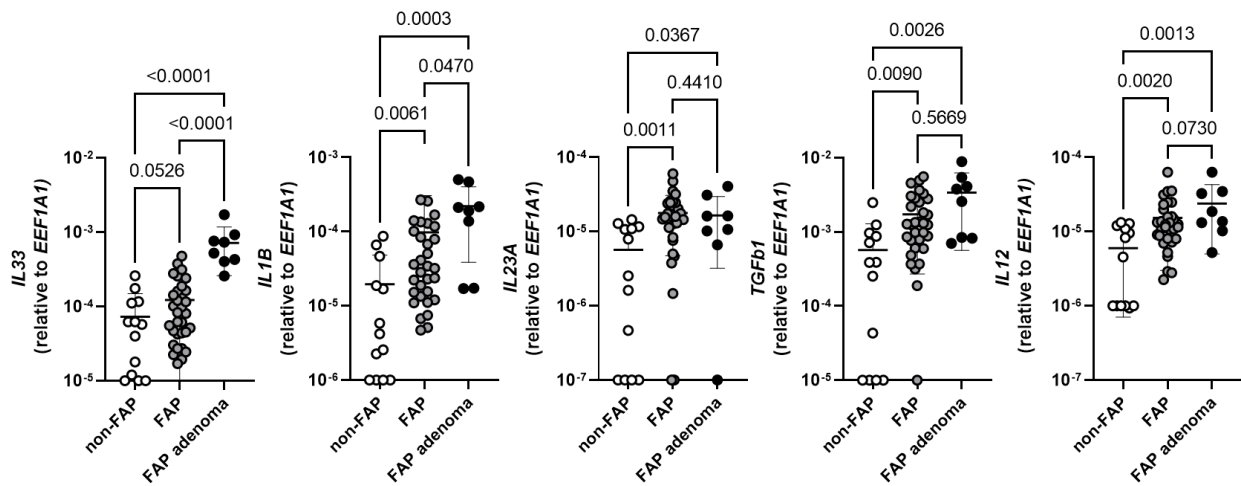 <0.0001
<0.0001
0.0526
10-2
10-3
10-4
10-5
IL33
(relative to EEF1A1)
non-FAP
FAP
FAP adenoma
0.0003
0.0470
0.0061
10-3
10-4
10-5
10-6
IL1B
(relative to EEF1A1)
non-FAP
FAP
FAP adenoma
0.0367
0.4410
0.0011
10-4
10-5
10-6
10-7
IL23A
(relative to EEF1A1)
non-FAP
FAP
FAP adenoma
0.0026
0.0090
0.5669
10-2
10-3
10-4
10-5
TGFb1
(relative to EEF1A1)
non-FAP
FAP
FAP adenoma
0.0013
0.0020
0.0730
10-4
10-5
10-6
10-7
IL12
(relative to EEF1A1)
non-FAP
FAP
FAP adenoma